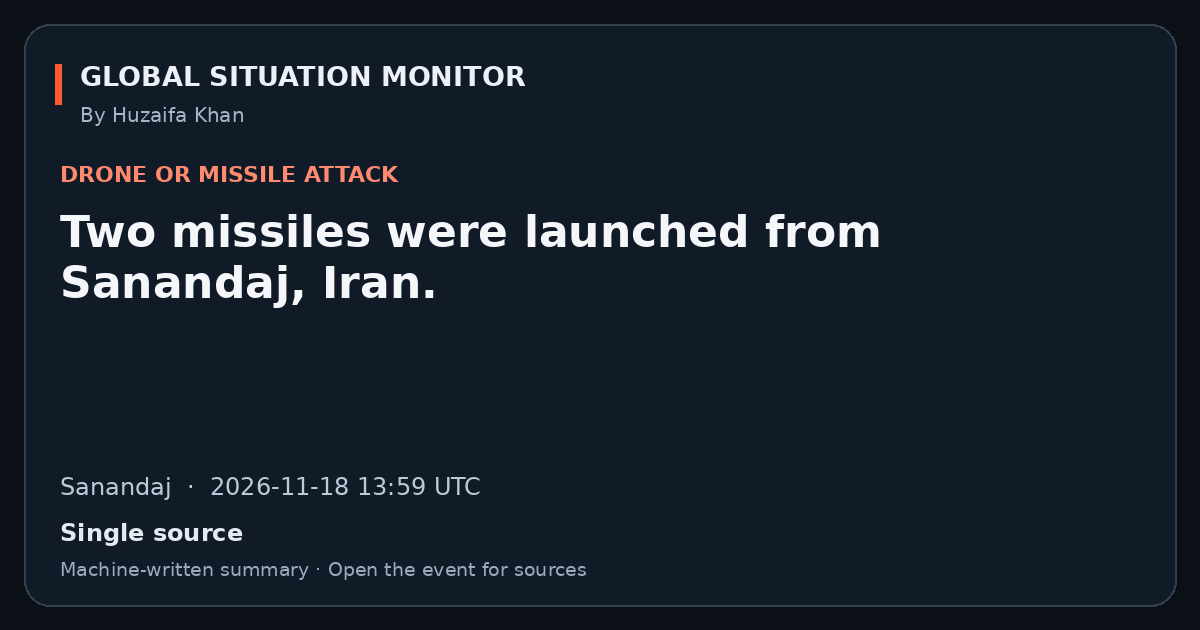 GLOBAL SITUATION MONITOR
By Huzaifa Khan
DRONE OR MISSILE ATTACK
Two missiles were launched from
Sanandaj, Iran.
Sanandaj · 2026-11-18 13:59 UTC
Single source
Machine-written summary · Open the event for sources